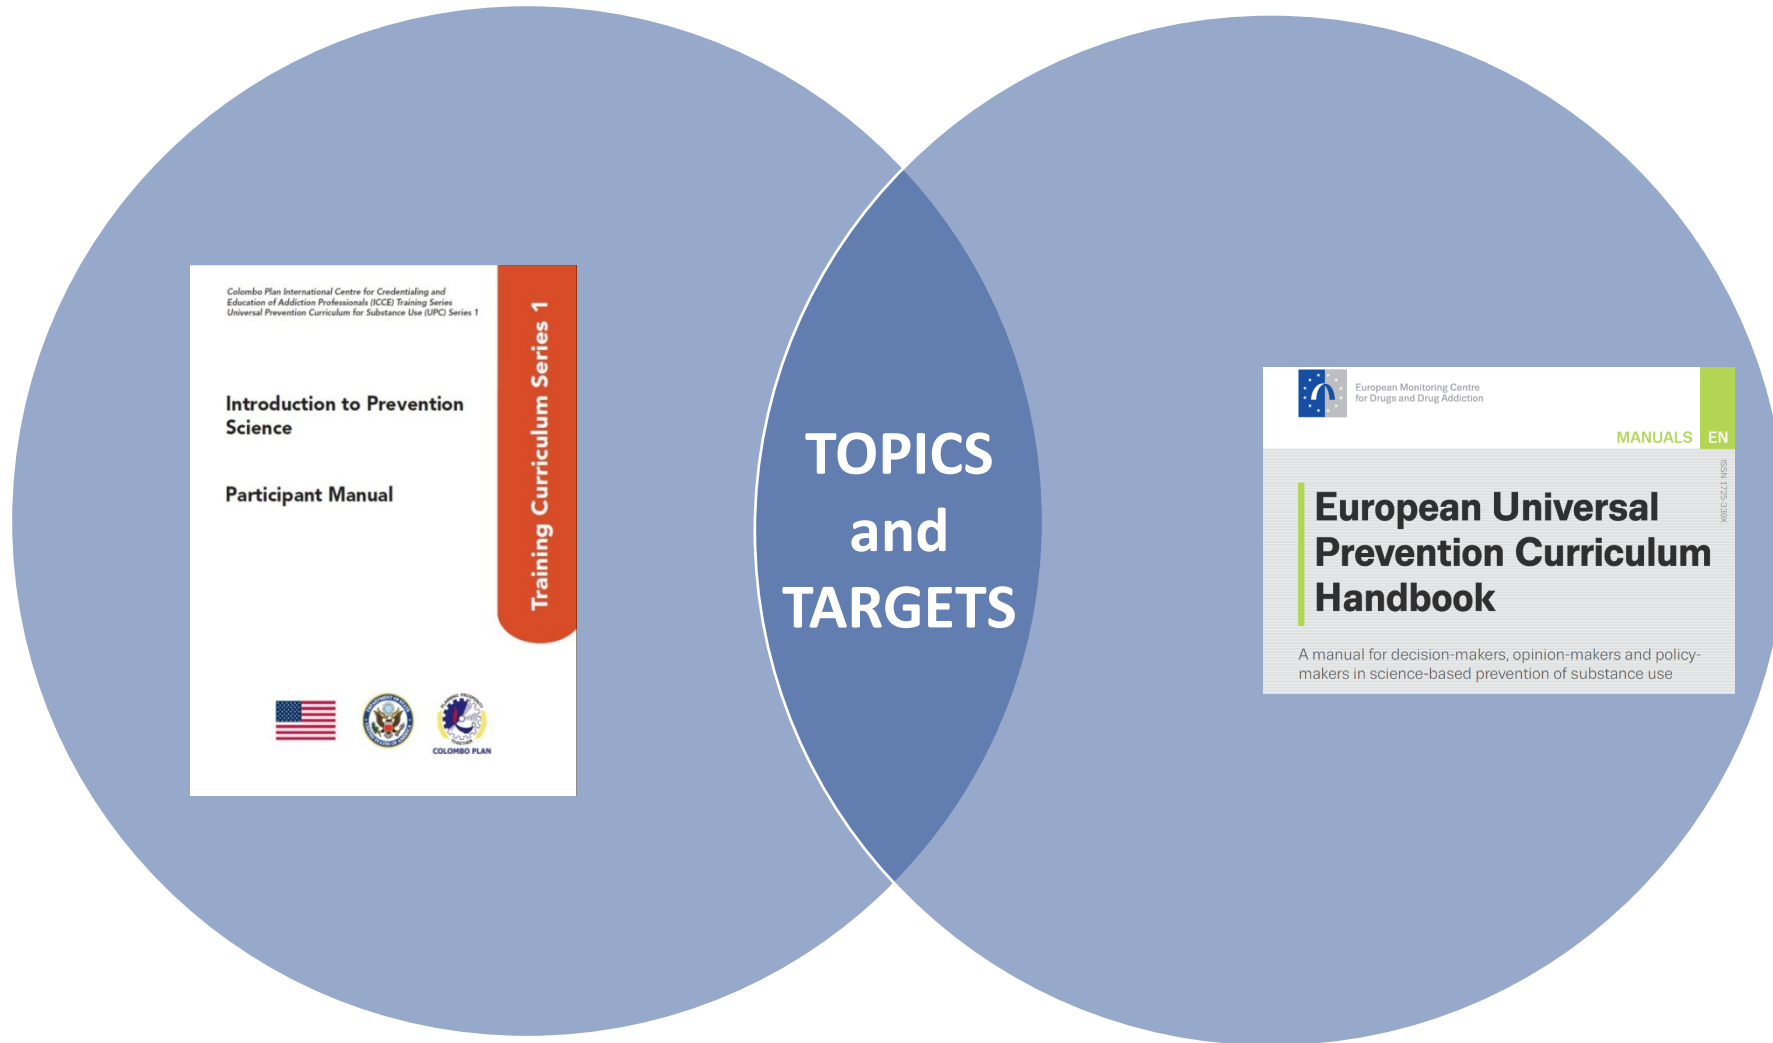 Colombo Plan International Centre for Credentialing and
Education of Addiction Professionals (ICCE) Training Series
Universal Prevention Curriculum for Substance Use (UPC) Series 1
Introduction to Prevention
Science
Participant Manual
Training Curriculum Series 1
COLOMBO PLAN
TOPICS
and
TARGETS
European Monitoring Centre
for Drugs and Drug Addiction
MANUALS EN
ISSN 1725-339X
European Universal
Prevention Curriculum
Handbook
A manual for decision-makers, opinion-makers and policy-
makers in science-based prevention of substance use